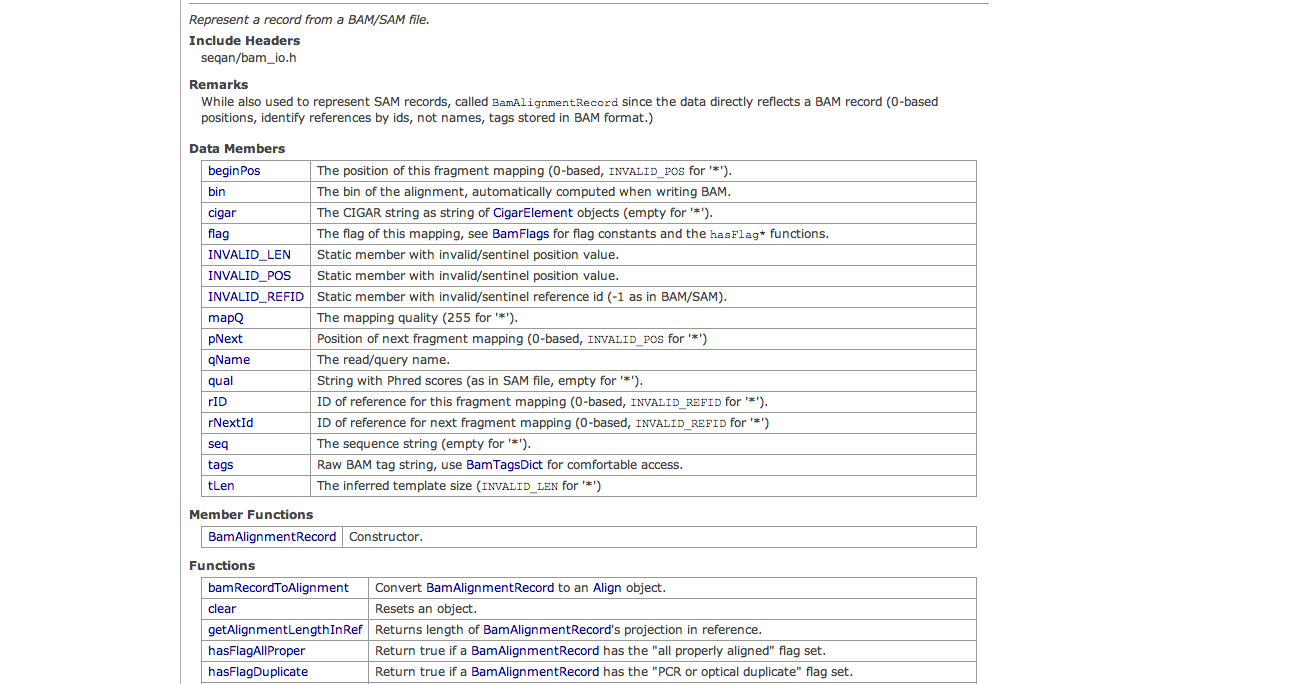 Represent a record from a BAM/SAM file.
Include Headers
seqan/bam_io.h
Remarks
While also used to represent SAM records, called BamAlignmentRecord since the data directly reflects a BAM record (0-based
positions, identify references by ids, not names, tags stored in BAM format.)
Data Members
beginPos The position of this fragment mapping (0-based, INVALID_POS for '*').
bin The bin of the alignment, automatically computed when writing BAM.
cigar The CIGAR string as string of CigarElement objects (empty for '*').
flag The flag of this mapping, see BamFlags for flag constants and the hasFlag* functions.
INVALID_LEN Static member with invalid/sentinel position value.
INVALID_POS Static member with invalid/sentinel position value.
INVALID_REFID Static member with invalid/sentinel reference id (-1 as in BAM/SAM).
mapQ The mapping quality (255 for '*').
pNext Position of next fragment mapping (0-based, INVALID_POS for '*')
qName The read/query name.
qual String with Phred scores (as in SAM file, empty for '*').
rID ID of reference for this fragment mapping (0-based, INVALID_REFID for '*').
rNextId ID of reference for next fragment mapping (0-based, INVALID_REFID for '*')
seq The sequence string (empty for '*').
tags Raw BAM tag string, use BamTagsDict for comfortable access.
tLen The inferred template size (INVALID_LEN for '*')
Member Functions
BamAlignmentRecord Constructor.
Functions
bamRecordToAlignment Convert BamAlignmentRecord to an Align object.
clear Resets an object.
getAlignmentLengthInRef Returns length of BamAlignmentRecord's projection in reference.
hasFlagAllProper Return true if a BamAlignmentRecord has the "all properly aligned" flag set.
hasFlagDuplicate Return true if a BamAlignmentRecord has the "PCR or optical duplicate" flag set.